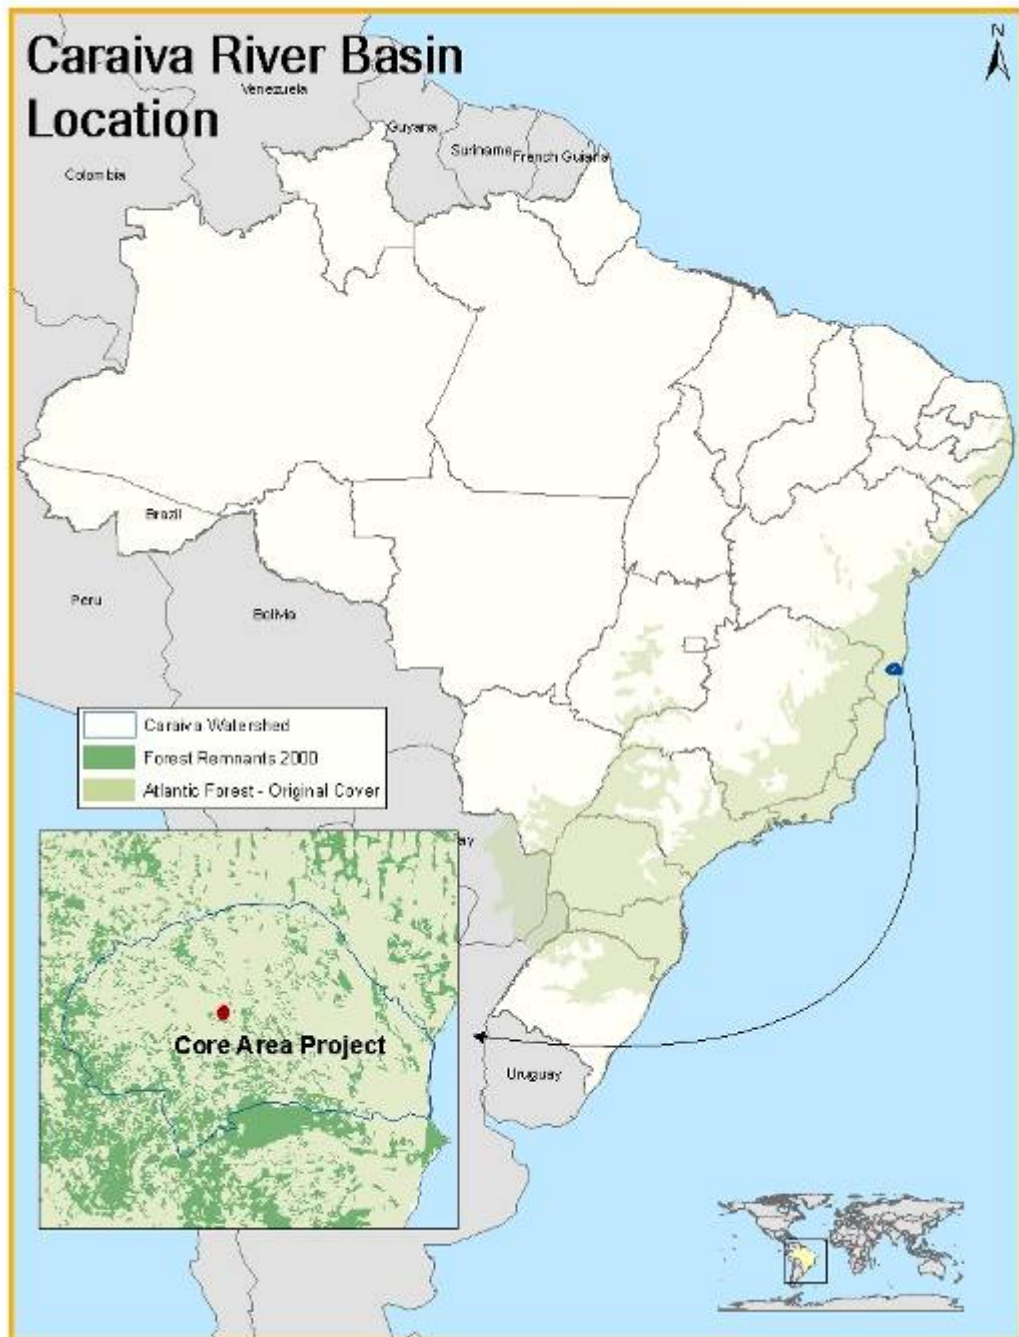 Caraiva River Basin
Location
N
Venezuela
Guyana
Suriname
French Guiana
Colombia
Brazil
Peru
Bolivia
Caraiva Watershed
Forest Remnants 2000
Atlantic Forest - Original Cover
ay
Core Area Project
Uruguay